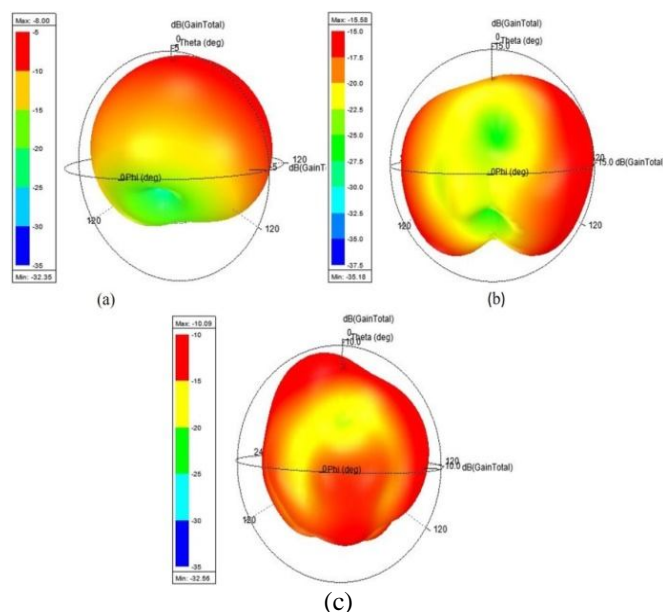 Max: -8.00
-5
-10
-15
-20
-25
-30
-35
Min: -32.35
dB(GainTotal)
0
Theta (deg)
-5
120
dB(GainT
-5
0Phi (deg)
120
120
(a)
Max: -15.58
-15.0
-17.5
-20.0
-22.5
-25.0
-27.5
-30.0
-32.5
-35.0
-37.5
Min: -35.18
dB(GainTotal)
0
Theta (deg)
-15.0
120
15.0 dB(GainTotal)
0Phi (deg)
120
120
(b)
Max: -10.09
-10
-15
-20
-25
-30
-35
Min: -32.56
dB(GainTotal)
0
Theta (deg)
-10.0
24
120
10.0 dB(GainTotal)
0Phi (deg)
120
120
(c)